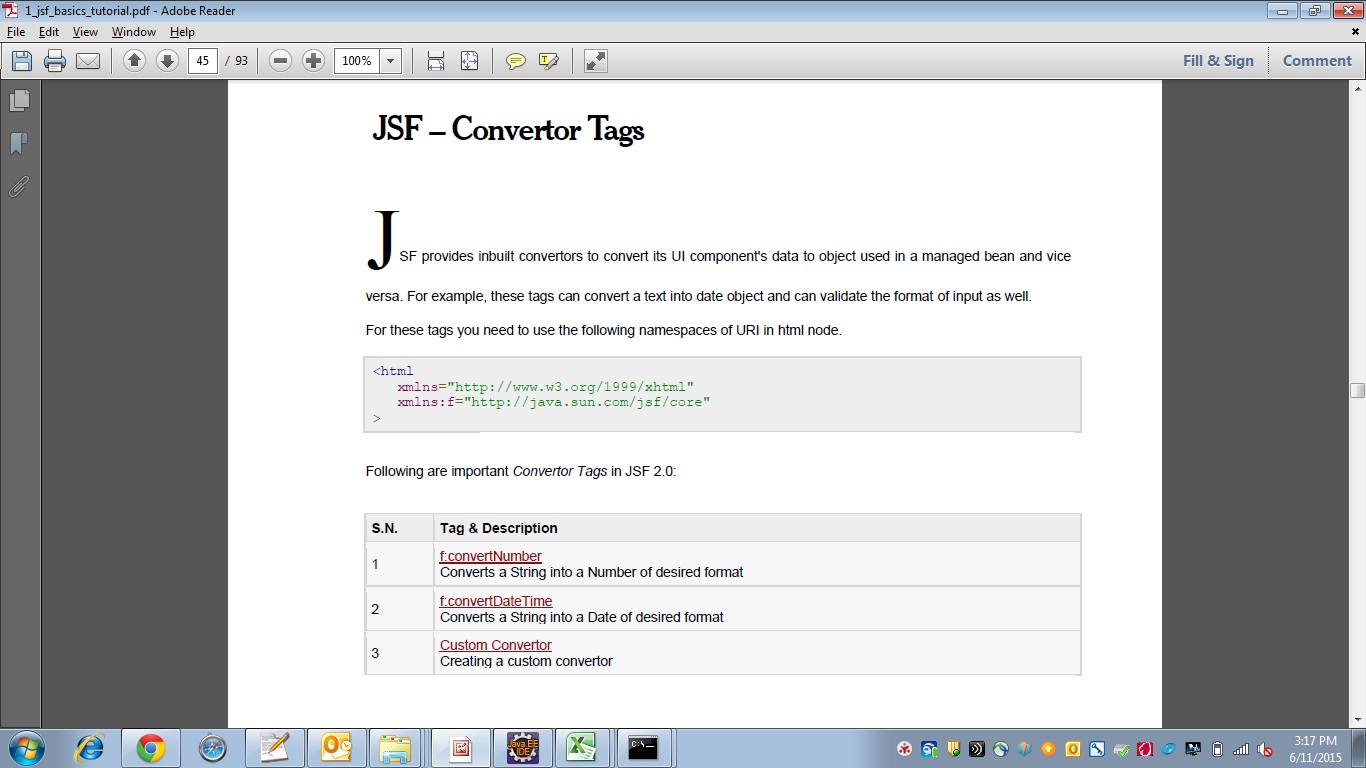 1_jsf_basics_tutorial.pdf - Adobe Reader
File Edit View Window Help
45 / 93 100% Fill & Sign Comment
JSF – Convertor Tags
JSF provides inbuilt convertors to convert its UI component's data to object used in a managed bean and vice
versa. For example, these tags can convert a text into date object and can validate the format of input as well.
For these tags you need to use the following namespaces of URI in html node.
<html
xmlns="http://www.w3.org/1999/xhtml"
xmlns:f="http://java.sun.com/jsf/core"
>
Following are important Convertor Tags in JSF 2.0:
S.N. Tag & Description
1 f:convertNumber
Converts a String into a Number of desired format
2 f:convertDateTime
Converts a String into a Date of desired format
3 Custom Convertor
Creating a custom convertor
Java EE
IDE
3:17 PM
6/11/2015